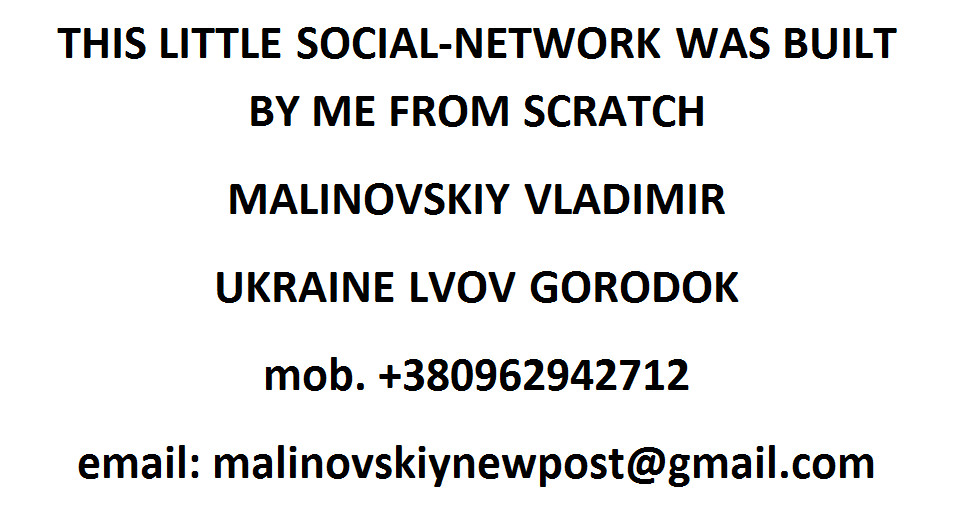 THIS LITTLE SOCIAL-NETWORK WAS BUILT
BY ME FROM SCRATCH
MALINOVSKIY VLADIMIR
UKRAINE LVOV GORODOK
mob. +380962942712
email: malinovskiynewpost@gmail.com